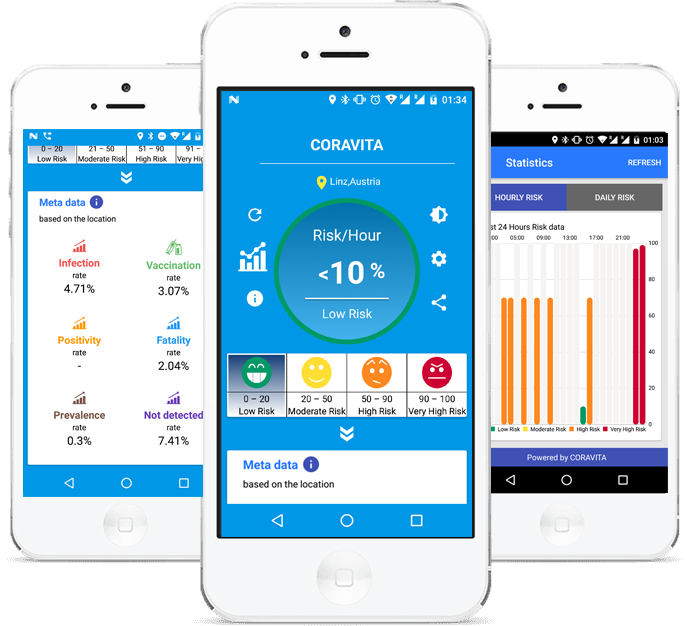 0 – 20
21 – 50
51 – 90
91 –
Low Risk
Moderate Risk
High Risk
Very Hig
Meta data
based on the location
Infection
rate
4.71%
Vaccination
rate
3.07%
Positivity
rate
-
Fatality
rate
2.04%
Prevalence
rate
0.3%
Not detected
rate
7.41%
01:34
CORAVITA
Linz,Austria
Risk/Hour
<10 %
Low Risk
0 – 20
Low Risk
20 – 50
Moderate Risk
50 – 90
High Risk
90 – 100
Very High Risk
Meta data
based on the location
01:03
Statistics
REFRESH
HOURLY RISK
DAILY RISK
st 24 Hours Risk data
00 05:00 09:00 13:00 17:00 21:00
100
80
60
40
20
0
Low Risk Moderate Risk High Risk Very High Risk
Powered by CORAVITA